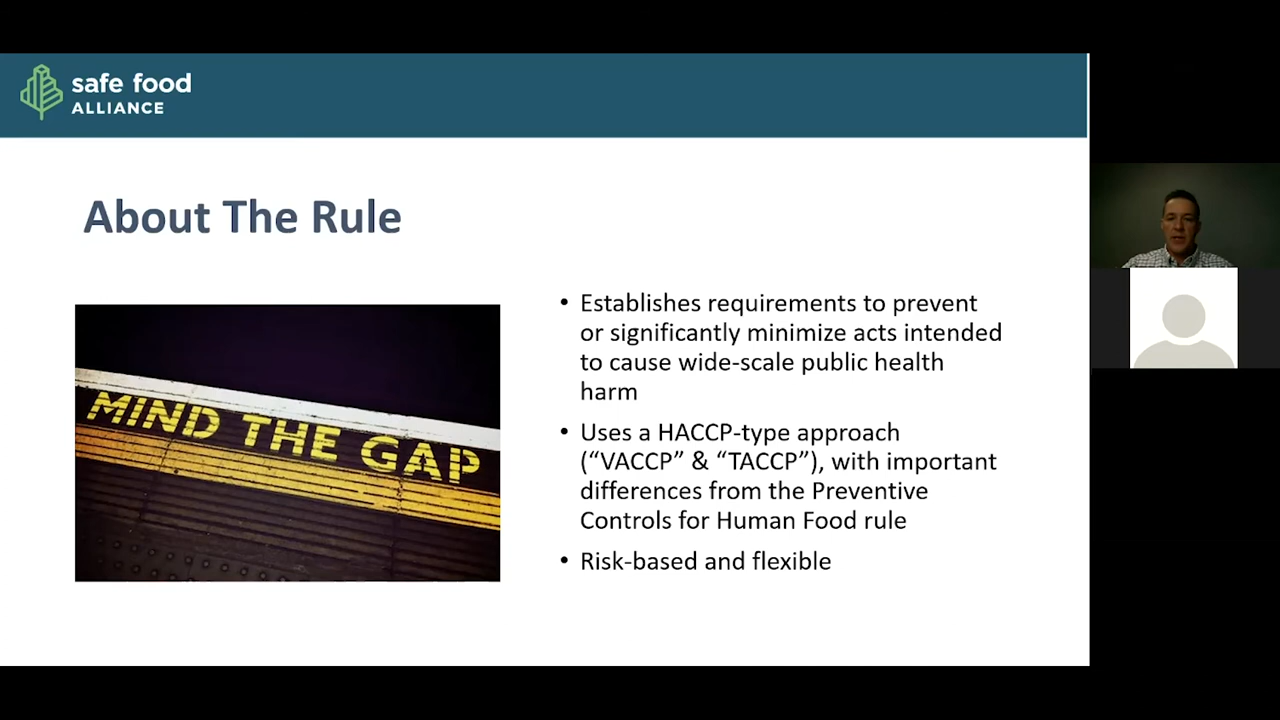 safe food
ALLIANCE
About The Rule
MIND THE GAP
• Establishes requirements to prevent
or significantly minimize acts intended
to cause wide-scale public health
harm
• Uses a HACCP-type approach
(“VACCP” & “TACCP”), with important
differences from the Preventive
Controls for Human Food rule
• Risk-based and flexible